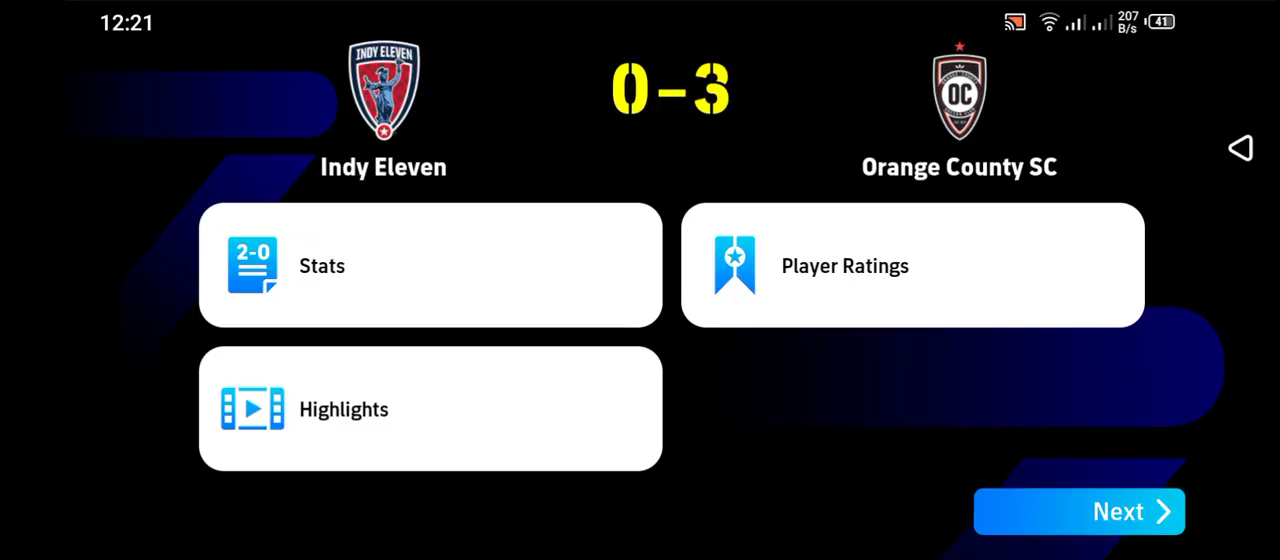 12:21
207
B/s
41
INDY ELEVEN
0-3
OC
Indy Eleven
Orange County SC
2-0
Stats
Player Ratings
Highlights
Next